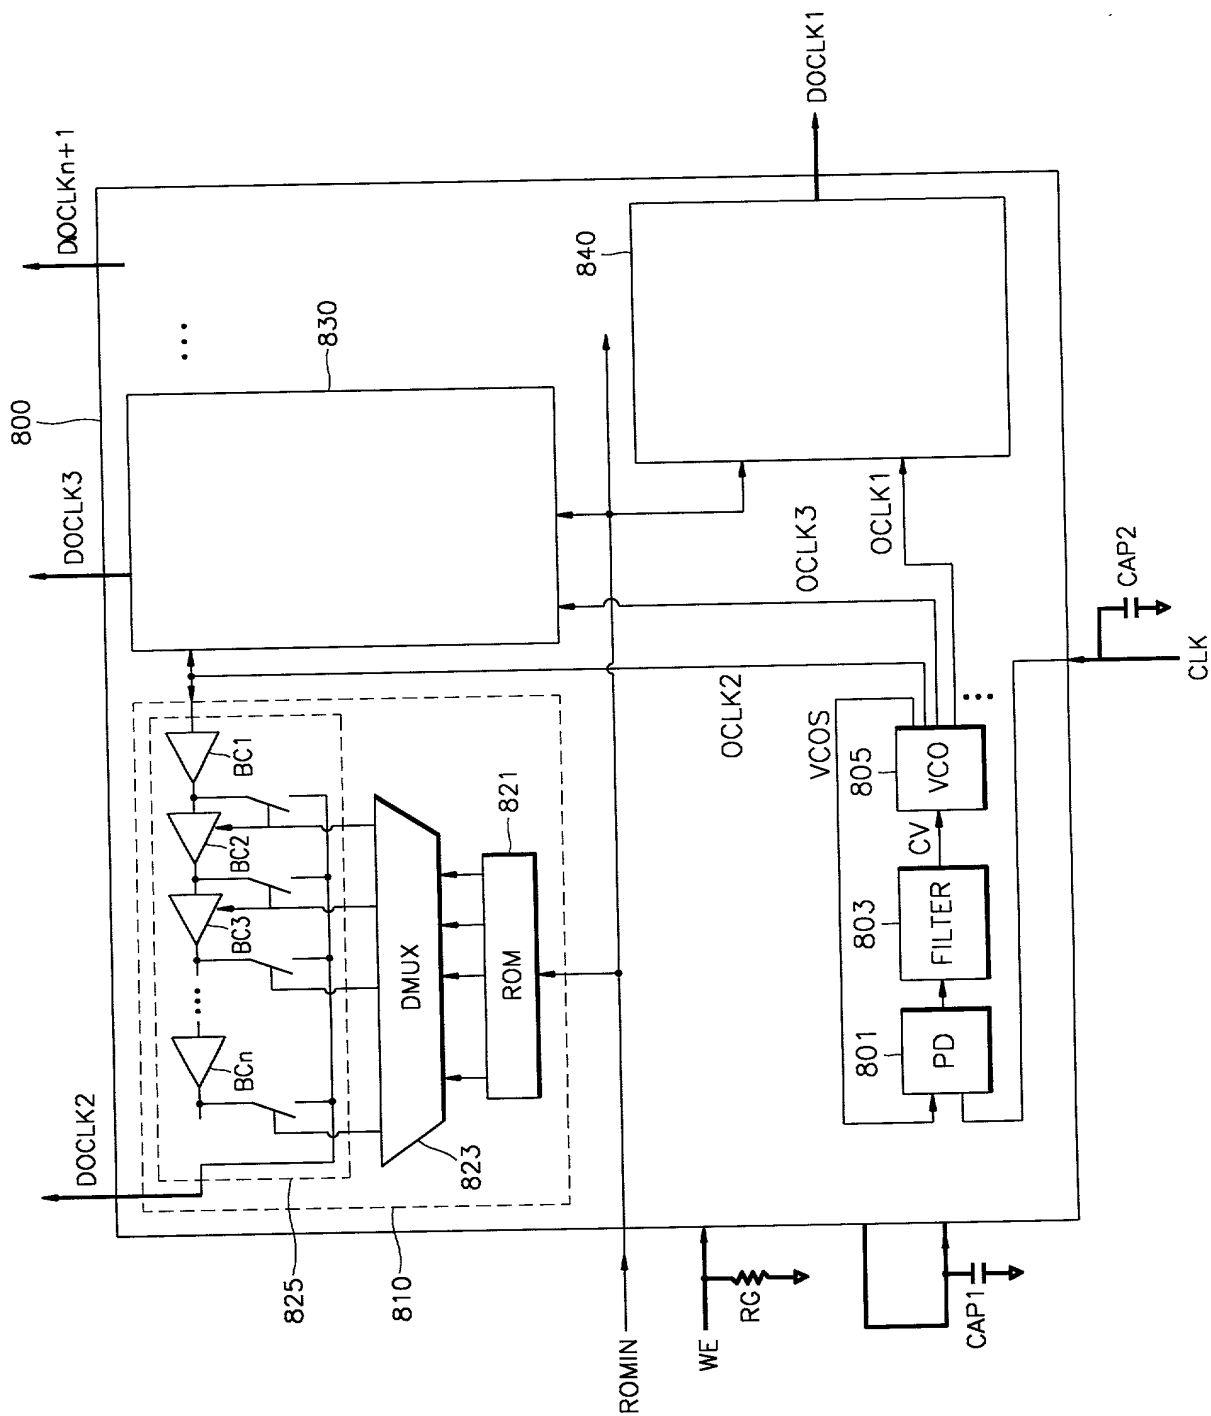 DOCLK2
DOCLK3
DOCLKn+1
800
825
810
BCn
BC3
BC2
BC1
830
DMUX
823
ROM
821
840
DOCLK1
ROMIN
WE
RG
CAP1
OCLK2
OCLK3
OCLK1
VCOS
801
PD
803
FILTER
CV
805
VCO
CLK
CAP2